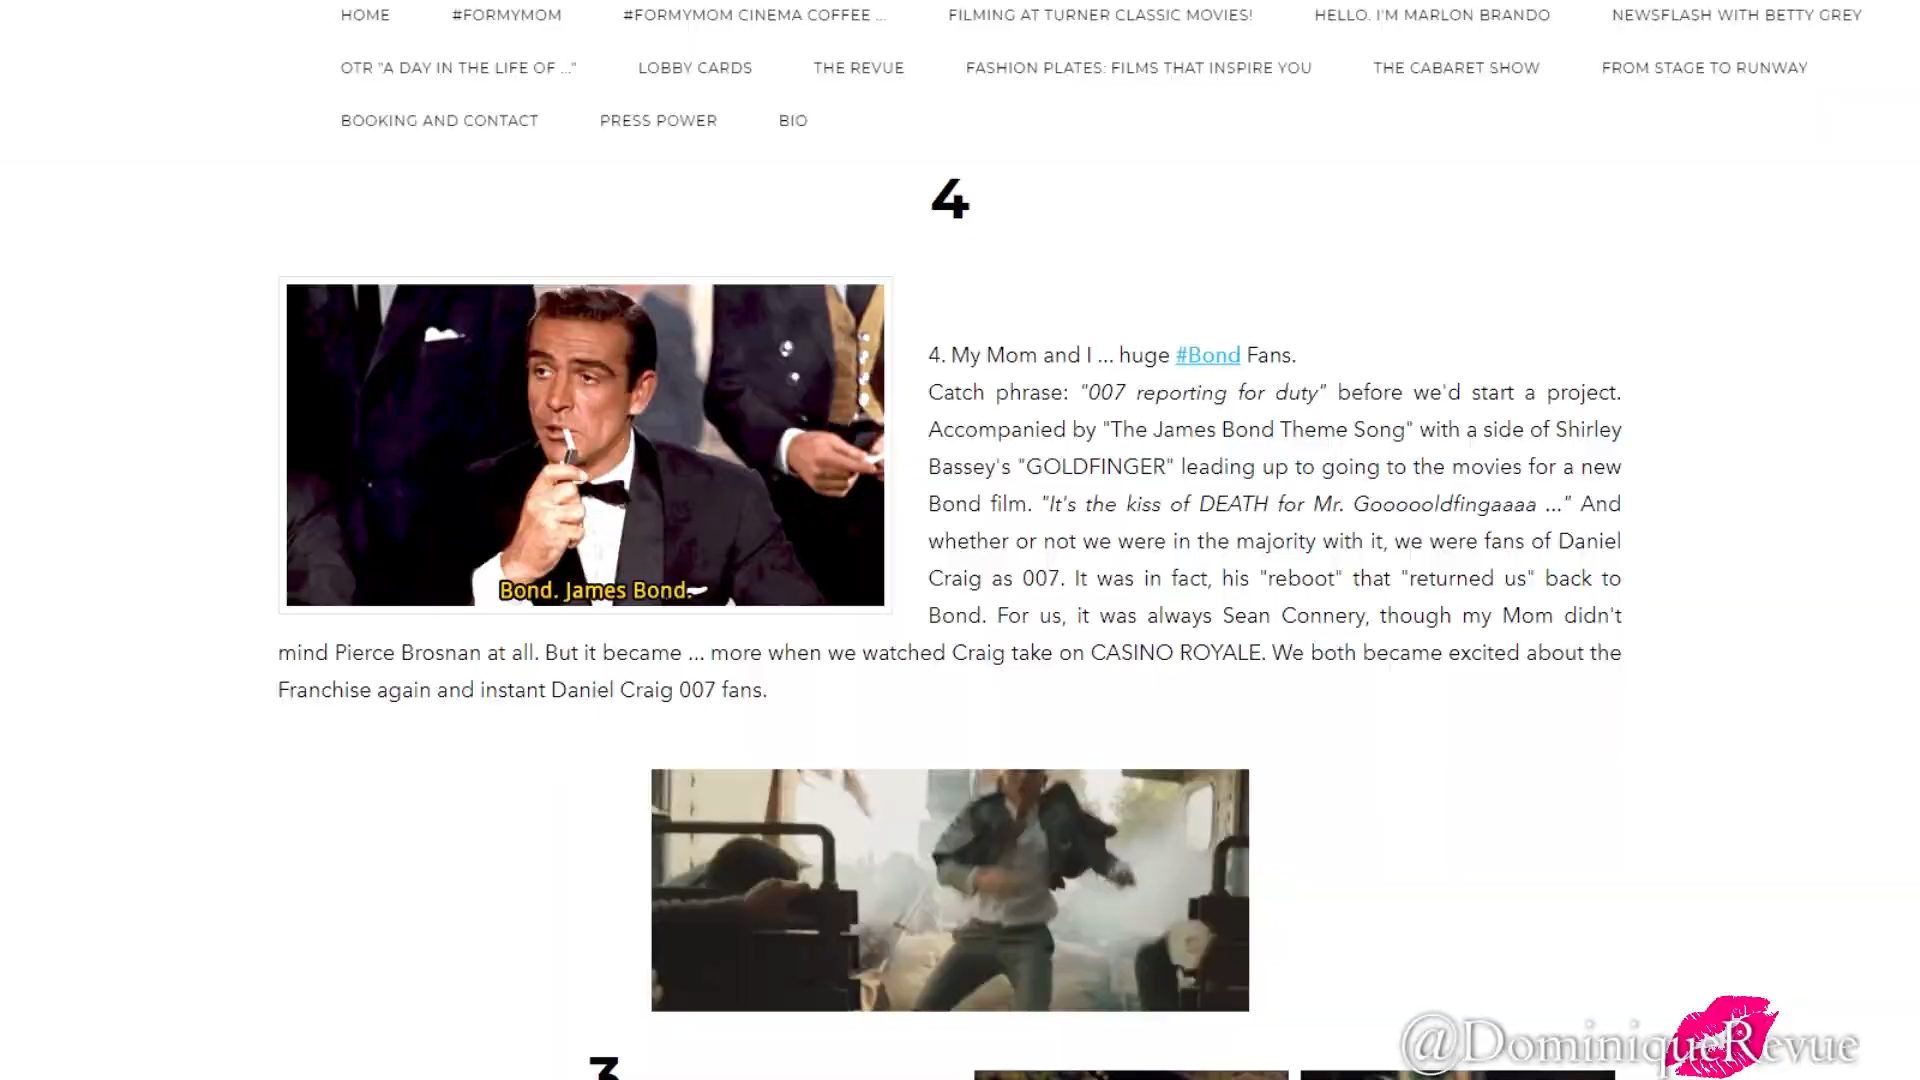 HOME #FORMYMOM #FORMYMOM CINEMA COFFEE ... FILMING AT TURNER CLASSIC MOVIES! HELLO. I'M MARLON BRANDO NEWSFLASH WITH BETTY GREY
OTR "A DAY IN THE LIFE OF ..." LOBBY CARDS THE REVUE FASHION PLATES: FILMS THAT INSPIRE YOU THE CABARET SHOW FROM STAGE TO RUNWAY
BOOKING AND CONTACT PRESS POWER BIO
4
4. My Mom and I ... huge #Bond Fans.
Catch phrase: "007 reporting for duty" before we'd start a project.
Accompanied by "The James Bond Theme Song" with a side of Shirley
Bassey's "GOLDFINGER" leading up to going to the movies for a new
Bond film. "It's the kiss of DEATH for Mr. Goooooldfingaaaa ..." And
whether or not we were in the majority with it, we were fans of Daniel
Craig as 007. It was in fact, his "reboot" that "returned us" back to
Bond. For us, it was always Sean Connery, though my Mom didn't
mind Pierce Brosnan at all. But it became ... more when we watched Craig take on CASINO ROYALE. We both became excited about the
Franchise again and instant Daniel Craig 007 fans.
Bond. James Bond.
3
@DominiqueRevue